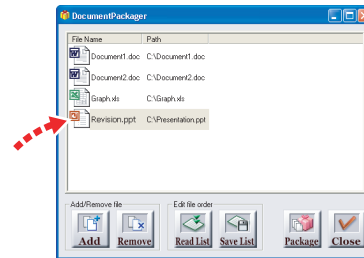 DocumentPackager
File Name Path
Document1.doc C:\Document1.doc
Document2.doc C:\Document2.doc
Graph.xls C:\Graph.xls
Revision.ppt C:\Presentation.ppt
Add/Remove file Edit file order
Add Remove Read List Save List Package Close